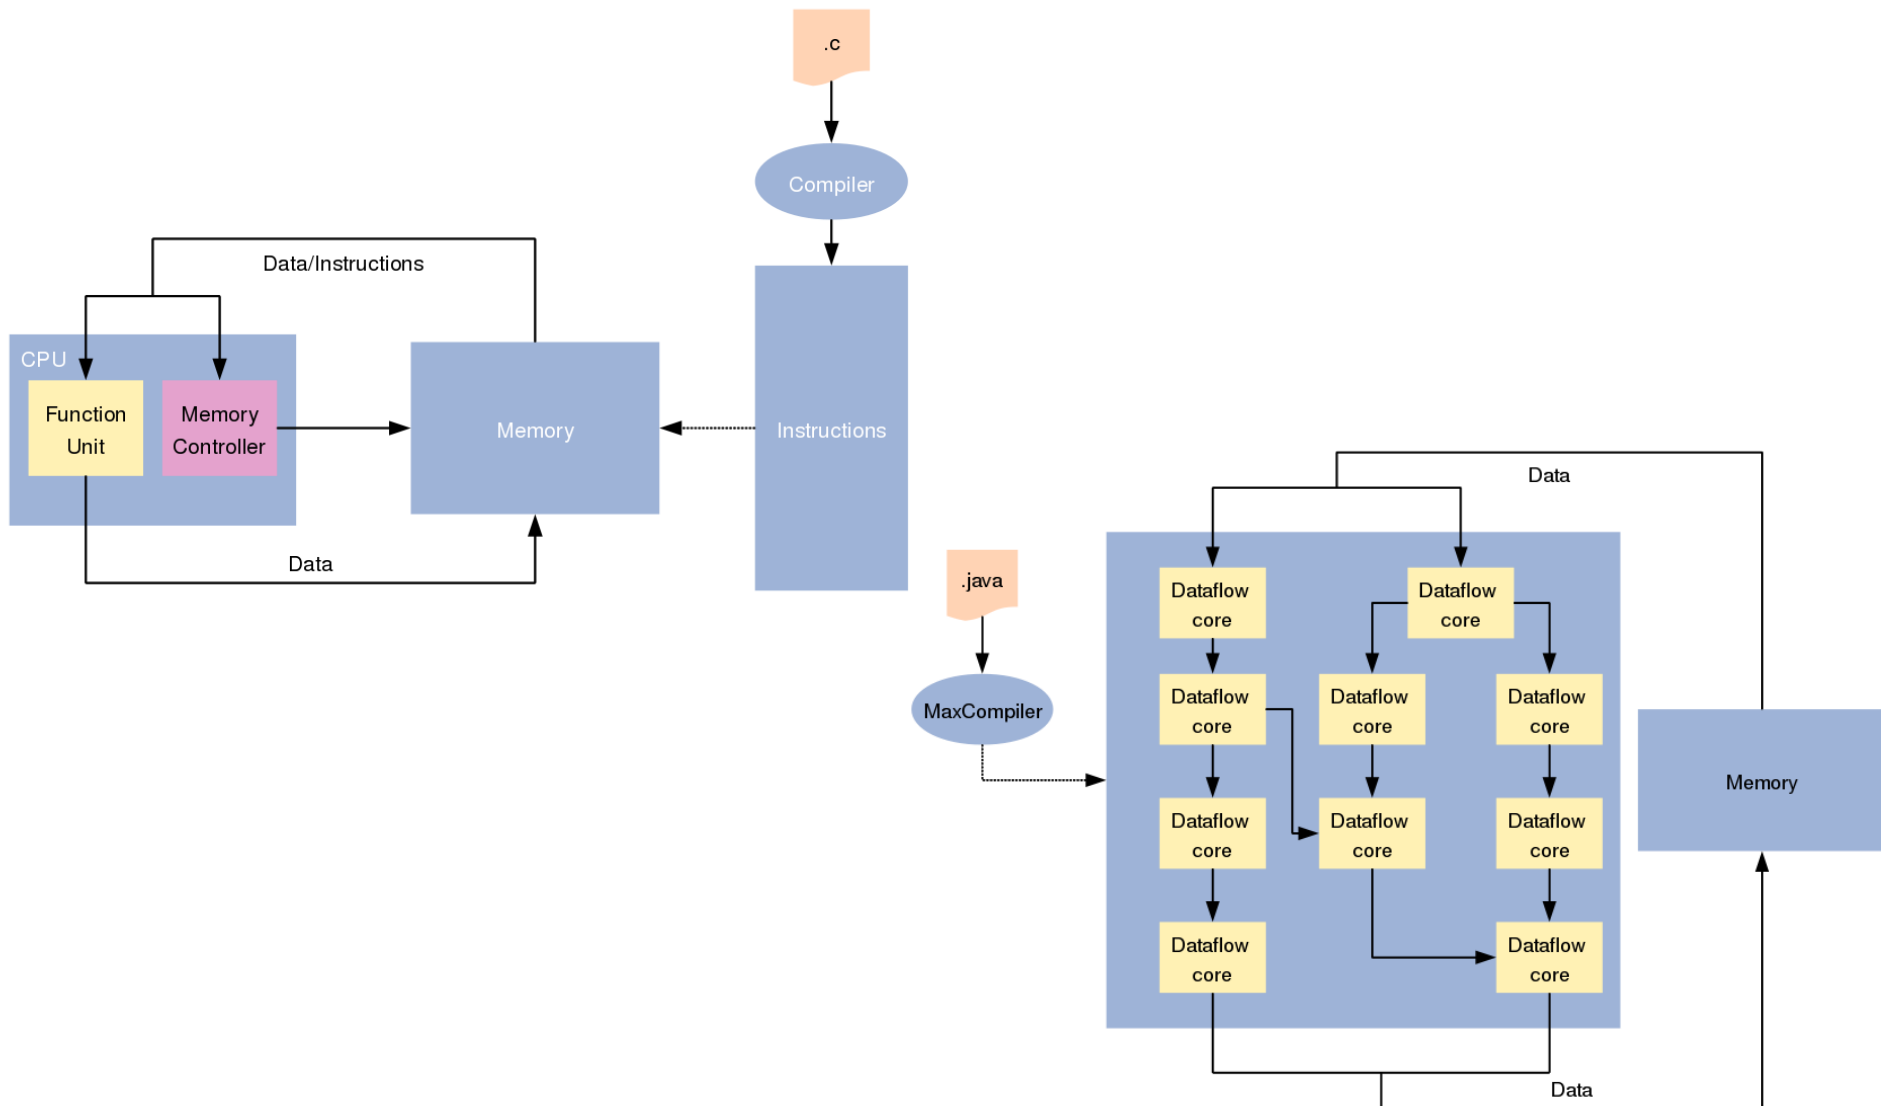 .c
Compiler
Data/Instructions
CPU
Function
Unit
Memory
Controller
Memory
Instructions
Data
Data
.java
MaxCompiler
Dataflow
core
Dataflow
core
Dataflow
core
Dataflow
core
Dataflow
core
Dataflow
core
Dataflow
core
Dataflow
core
Dataflow
core
Dataflow
core
Memory
Data